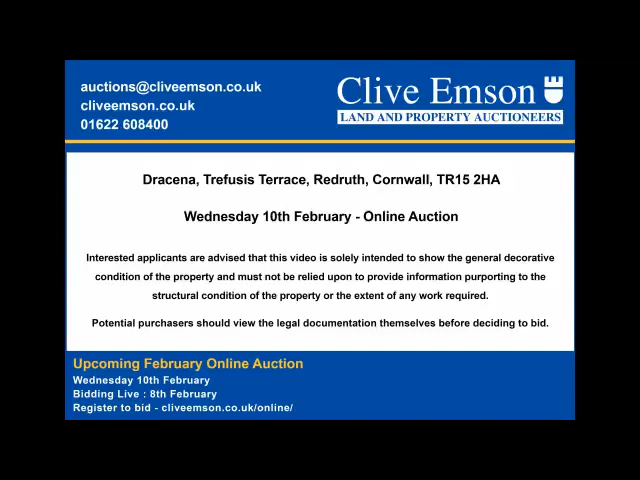 auctions@cliveemson.co.uk
cliveemson.co.uk
01622 608400
Clive Emson
LAND AND PROPERTY AUCTIONEERS
Dracena, Trefusis Terrace, Redruth, Cornwall, TR15 2HA
Wednesday 10th February - Online Auction
Interested applicants are advised that this video is solely intended to show the general decorative
condition of the property and must not be relied upon to provide information purporting to the
structural condition of the property or the extent of any work required.
Potential purchasers should view the legal documentation themselves before deciding to bid.
Upcoming February Online Auction
Wednesday 10th February
Bidding Live : 8th February
Register to bid - cliveemson.co.uk/online/